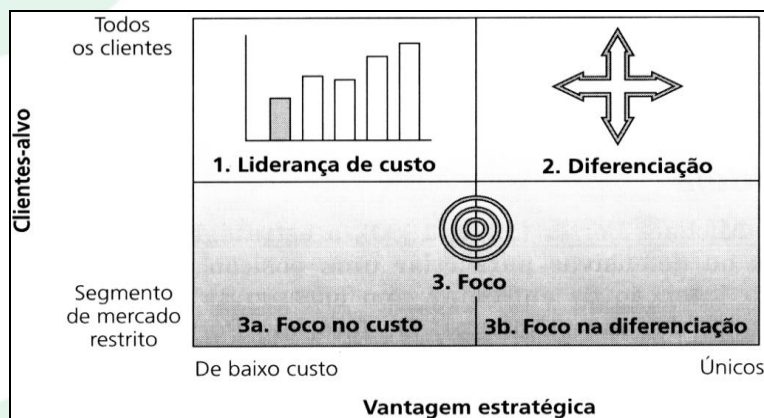 Todos
os clientes
Clientes-alvo
1. Liderança de custo
2. Diferenciação
3. Foco
Segmento
de mercado
restrito
3a. Foco no custo
3b. Foco na diferenciação
De baixo custo
Únicos
Vantagem estratégica